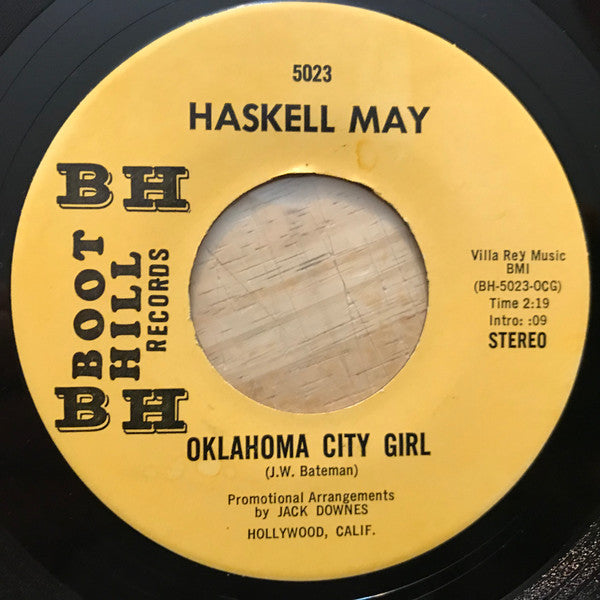 5023
HASKELL MAY
BH
BOOT
HILL
RECORDS
BH
Villa Rey Music
BMI
(BH-5023-OCG)
Time 2:19
Intro: :09
STEREO
OKLAHOMA CITY GIRL
(J.W. Bateman)
Promotional Arrangements
by JACK DOWNES
HOLLYWOOD, CALIF.